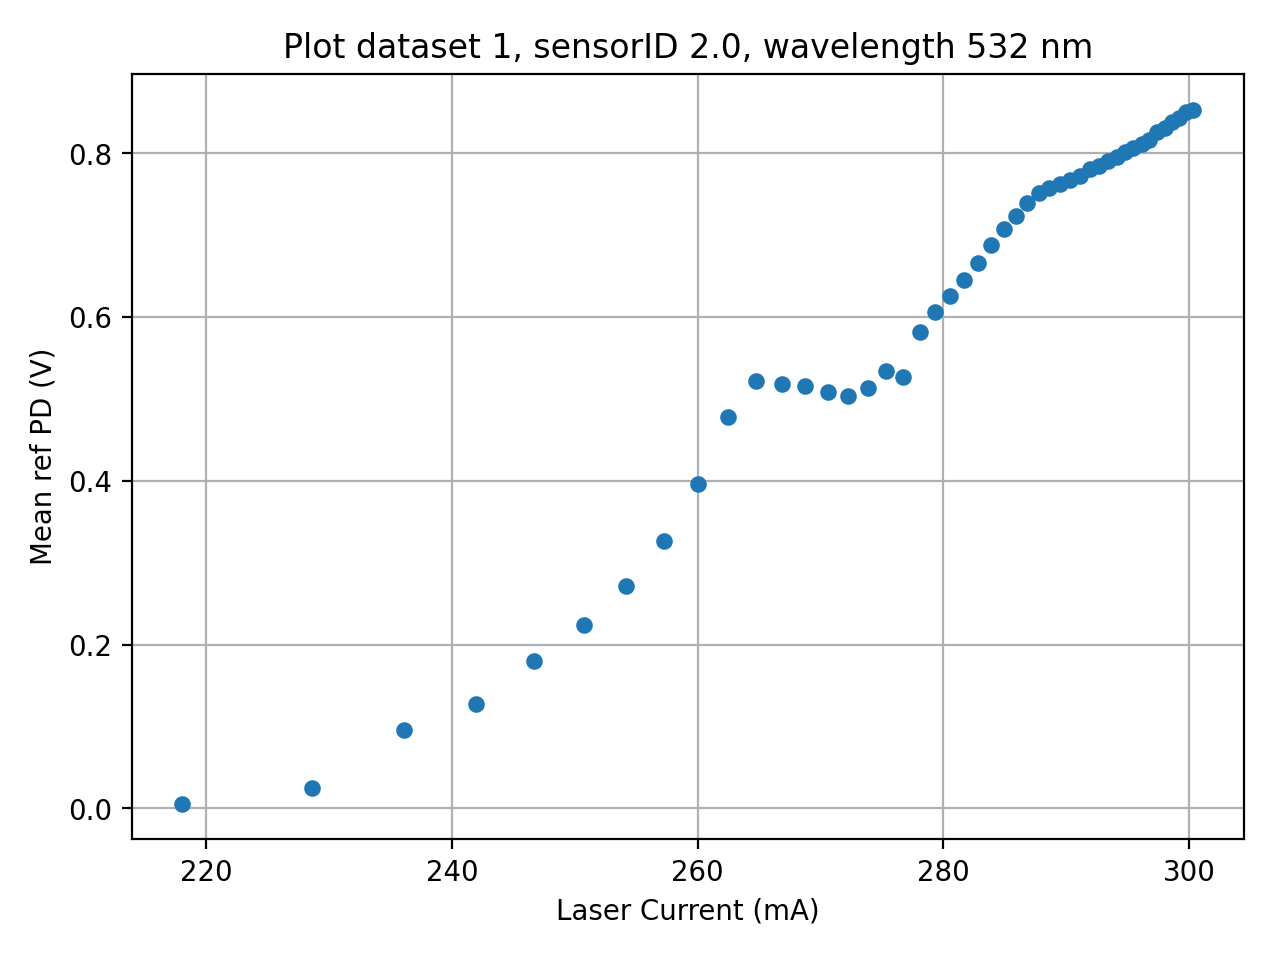 Plot dataset 1, sensorID 2.0, wavelength 532 nm
0.8
0.6
0.4
0.2
0.0
Mean ref PD (V)
220 240 260 280 300
Laser Current (mA)